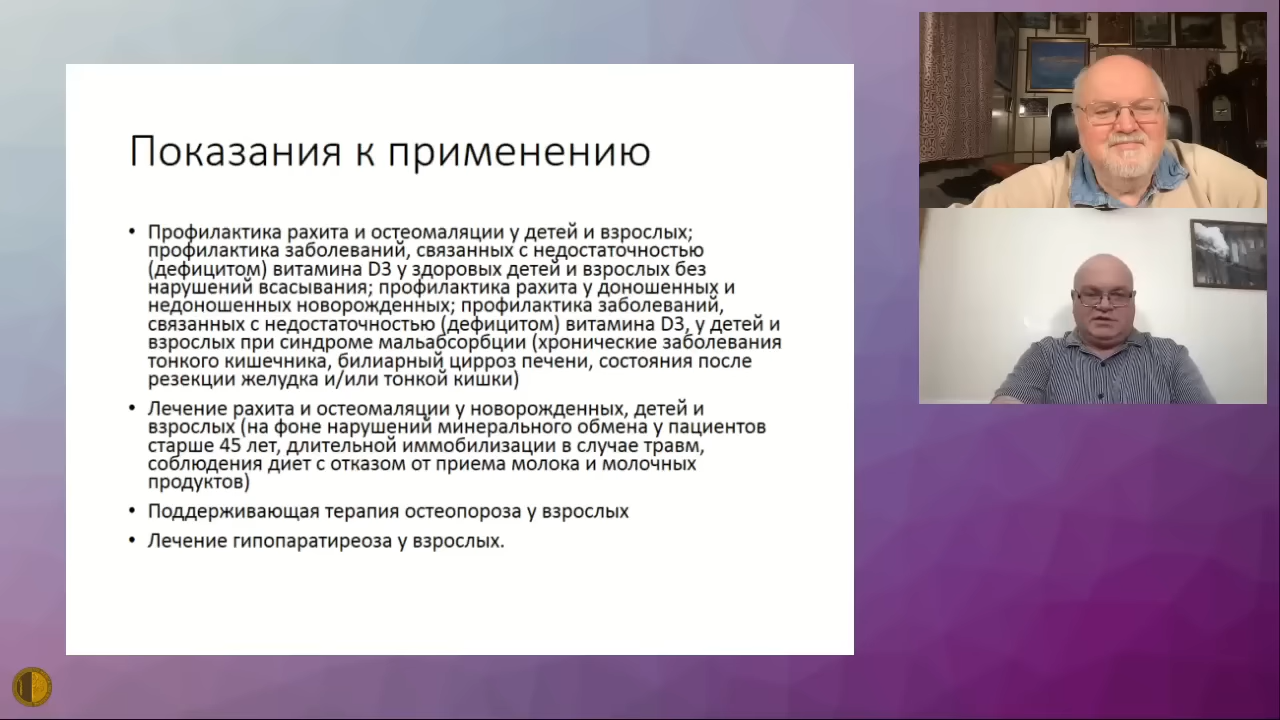 Показания к применению
• Профилактика рахита и остеомаляции у детей и взрослых;
профилактика заболеваний, связанных с недостаточностью
(дефицитом) витамина D3 у здоровых детей и взрослых без
нарушений всасывания; профилактика рахита у доношенных и
недоношенных новорожденных; профилактика заболеваний,
связанных с недостаточностью (дефицитом) витамина D3, у детей и
взрослых при синдроме мальабсорбции (хронические заболевания
тонкого кишечника, билиарный цирроз печени, состояния после
резекции желудка и/или тонкой кишки)
• Лечение рахита и остеомаляции у новорожденных, детей и
взрослых (на фоне нарушений минерального обмена у пациентов
старше 45 лет, длительной иммобилизации в случае травм,
соблюдения диет с отказом от приема молока и молочных
продуктов)
• Поддерживающая терапия остеопороза у взрослых
• Лечение гипопаратиреоза у взрослых.